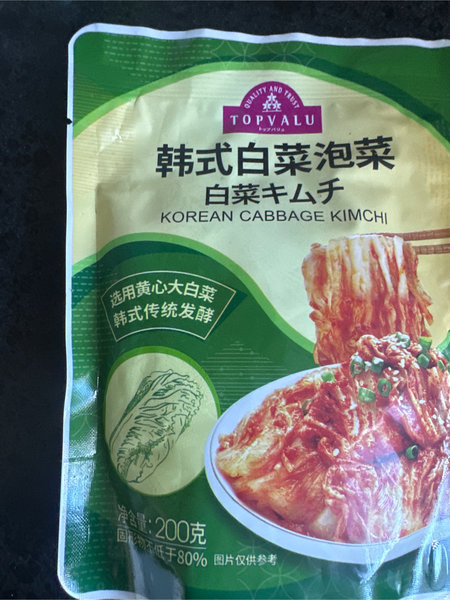 QUALITY AND TRUST
TOPVALU
トップバリュ
韩式白菜泡菜
白菜キムチ
KOREAN CABBAGE KIMCHI
选用黄心大白菜
韩式传统发酵
净含量:200克
固形物不低于80%
图片仅供参考